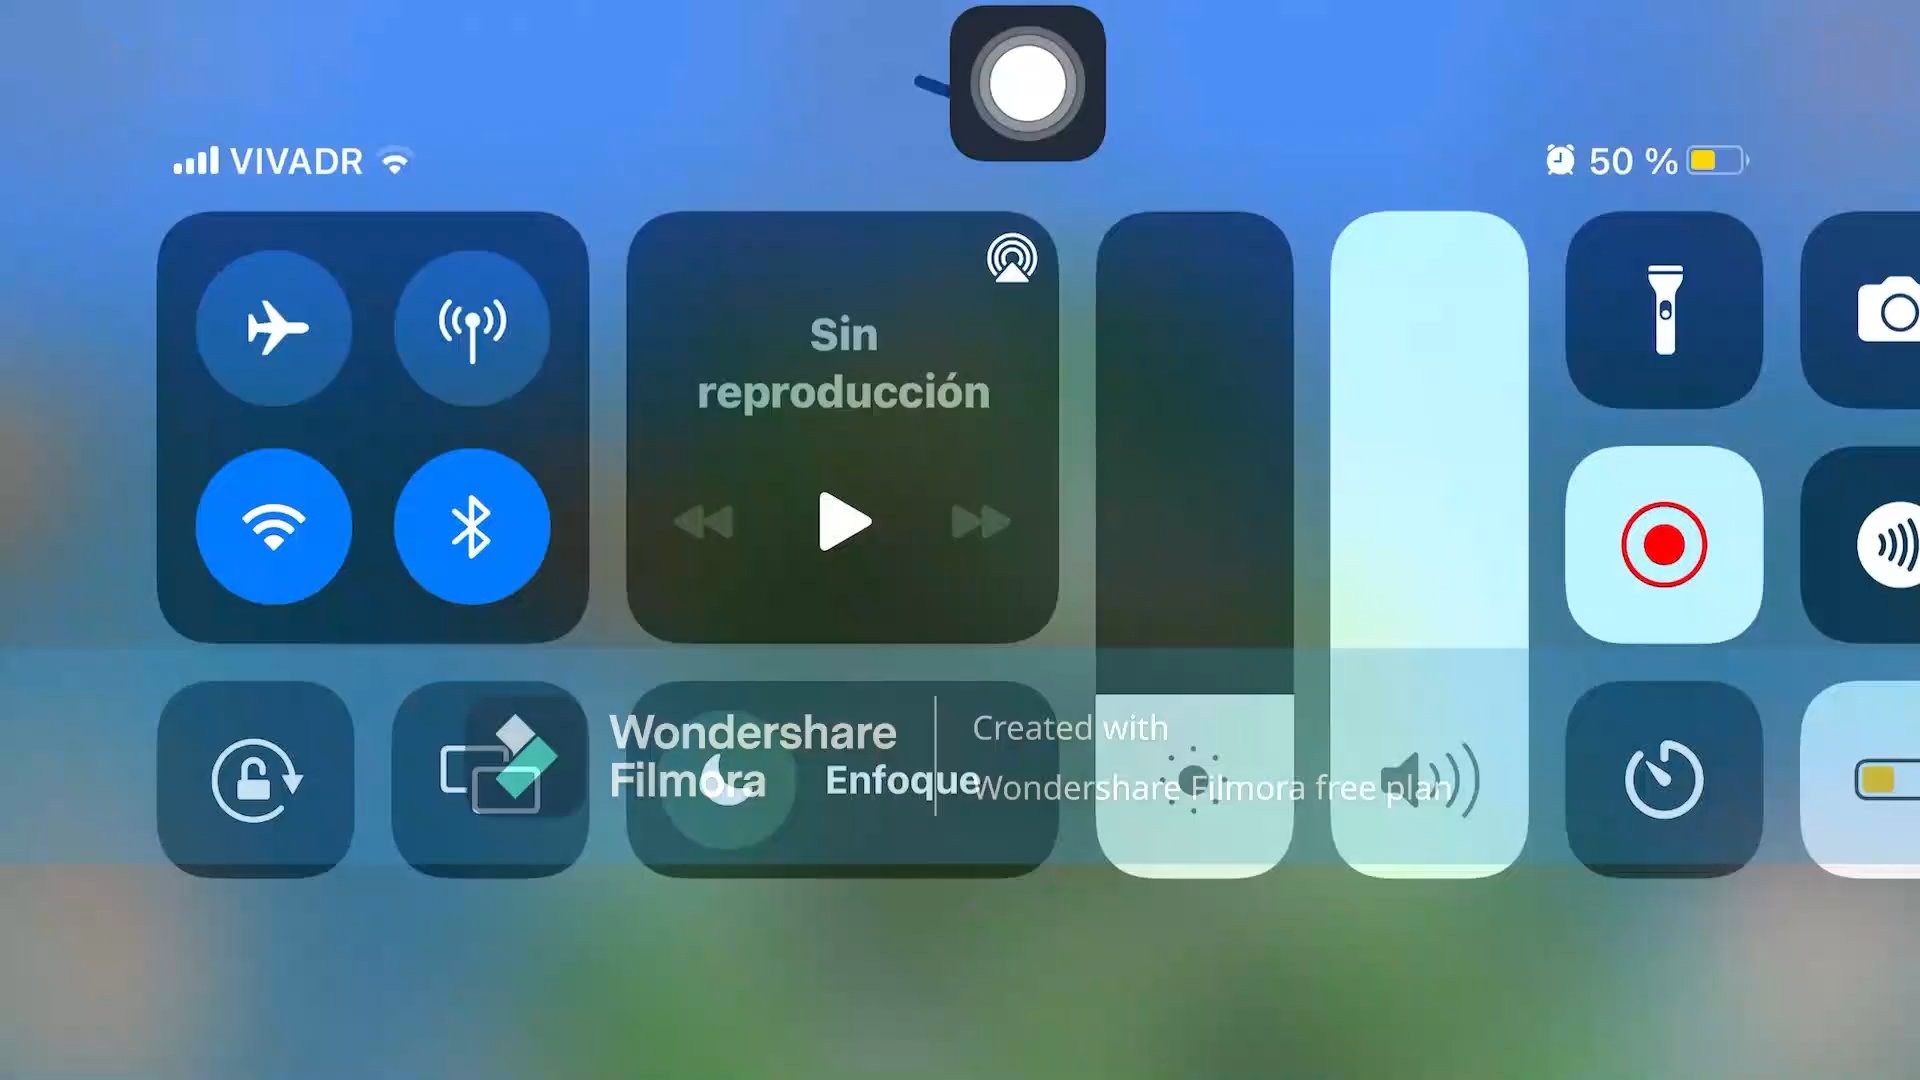 VIVADR
50 %
Sin
reproducción
Wondershare
Filmora
Enfoque
Created with
Wondershare Filmora free plan